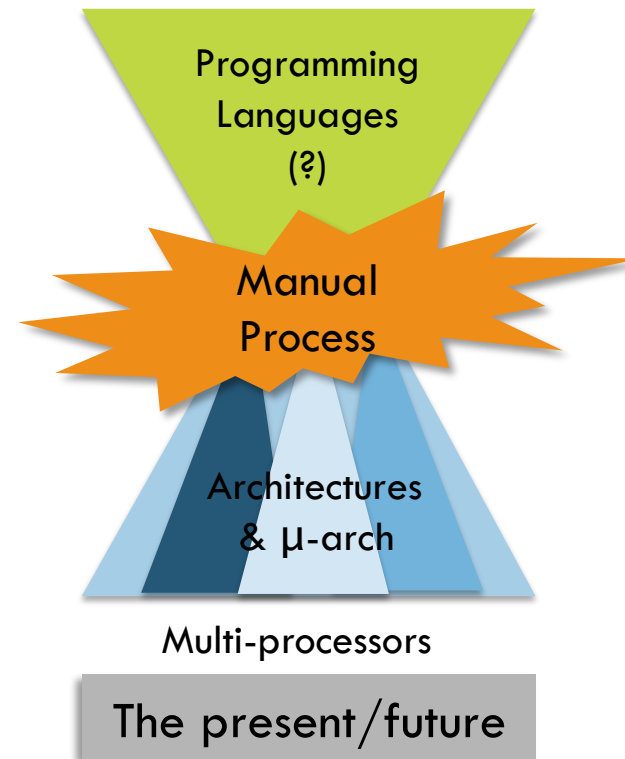 Programming
Languages
(?)
Manual
Process
Architectures
& μ-arch
Multi-processors
The present/future